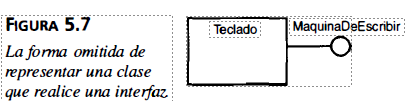 FIGURA 5.7
La forma omitida de
representar una clase
que realice una interfaz
Teclado
MaquinaDeEscribir